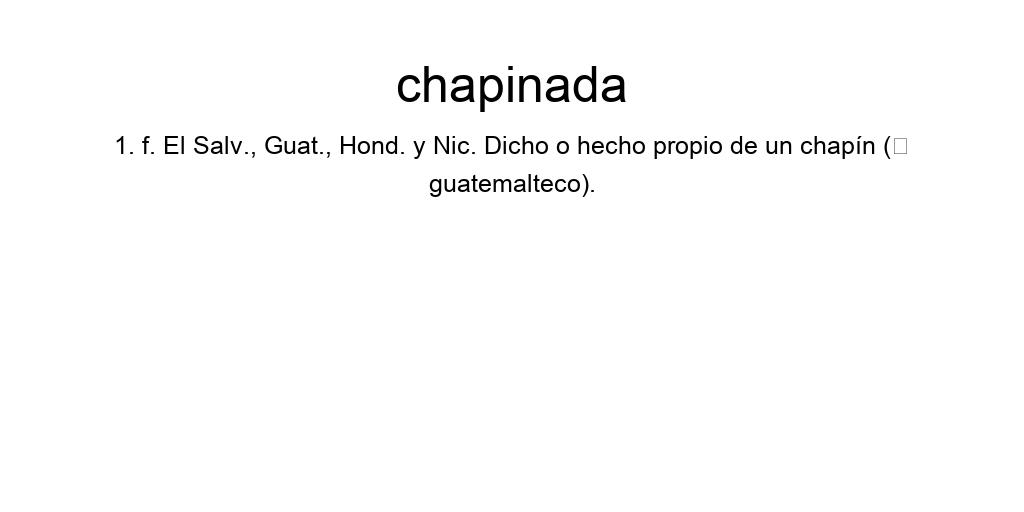 chapinada
1. f. El Salv., Guat., Hond. y Nic. Dicho o hecho propio de un chapín (□
guatemalteco).